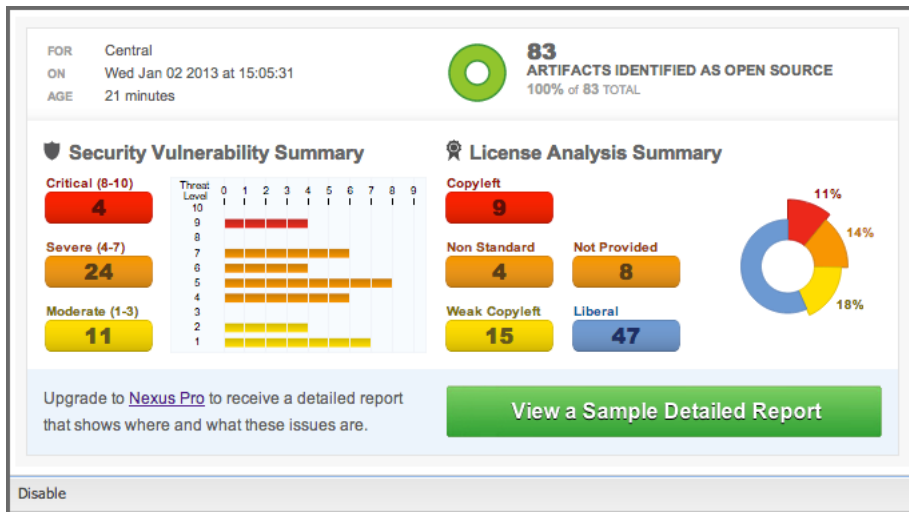 FOR Central
ON Wed Jan 02 2013 at 15:05:31
AGE 21 minutes
83
ARTIFACTS IDENTIFIED AS OPEN SOURCE
100% of 83 TOTAL
Security Vulnerability Summary
Critical (8-10)
4
Severe (4-7)
24
Moderate (1-3)
11
Threat
Level
0 1 2 3 4 5 6 7 8 9
10
9
8
7
6
5
4
3
2
1
License Analysis Summary
Copyleft
9
Non Standard
4
Not Provided
8
Weak Copyleft
15
Liberal
47
11%
14%
18%
Upgrade to Nexus Pro to receive a detailed report
that shows where and what these issues are.
View a Sample Detailed Report
Disable